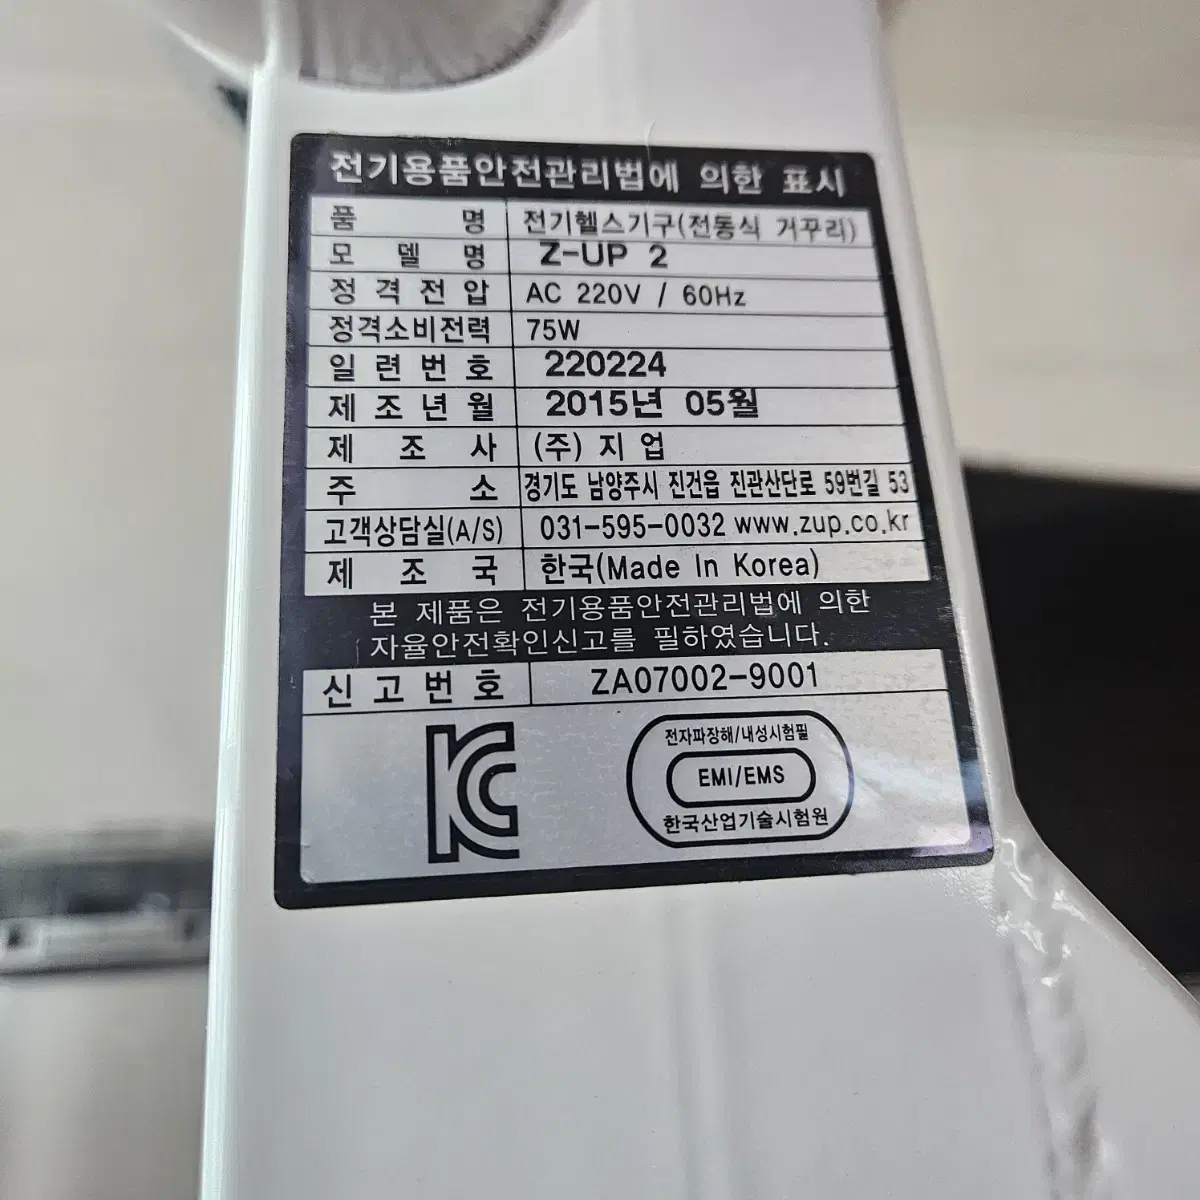 전기용품안전관리법에 의한 표시
품 명 전기헬스기구(전동식 거꾸리)
모 델 명 Z-UP 2
정 격 전 압 AC 220V / 60Hz
정격소비전력 75W
일 련 번 호 220224
제 조 년 월 2015년 05월
제 조 사 (주) 지 업
주 소 경기도 남양주시 진건읍 진관산단로 59번길 53
고객상담실(A/S) 031-595-0032 www.zup.co.kr
제 조 국 한국(Made In Korea)
본 제품은 전기용품안전관리법에 의한
자율안전확인신고를 필하였습니다.
신 고 번 호 ZA07002-9001
KC
전자파장해/내성시험필
EMI/EMS
한국산업기술시험원